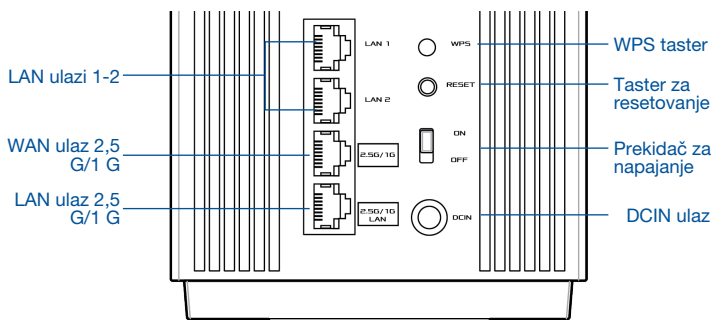 LAN ulazi 1-2
WAN ulaz 2,5
G/1 G
LAN ulaz 2,5
G/1 G
LAN 1
LAN 2
2.5G/1G
2.5G/1G
LAN
WPS
RESET
ON
OFF
DCIN
WPS taster
Taster za
resetovanje
Prekidač za
napajanje
DCIN ulaz